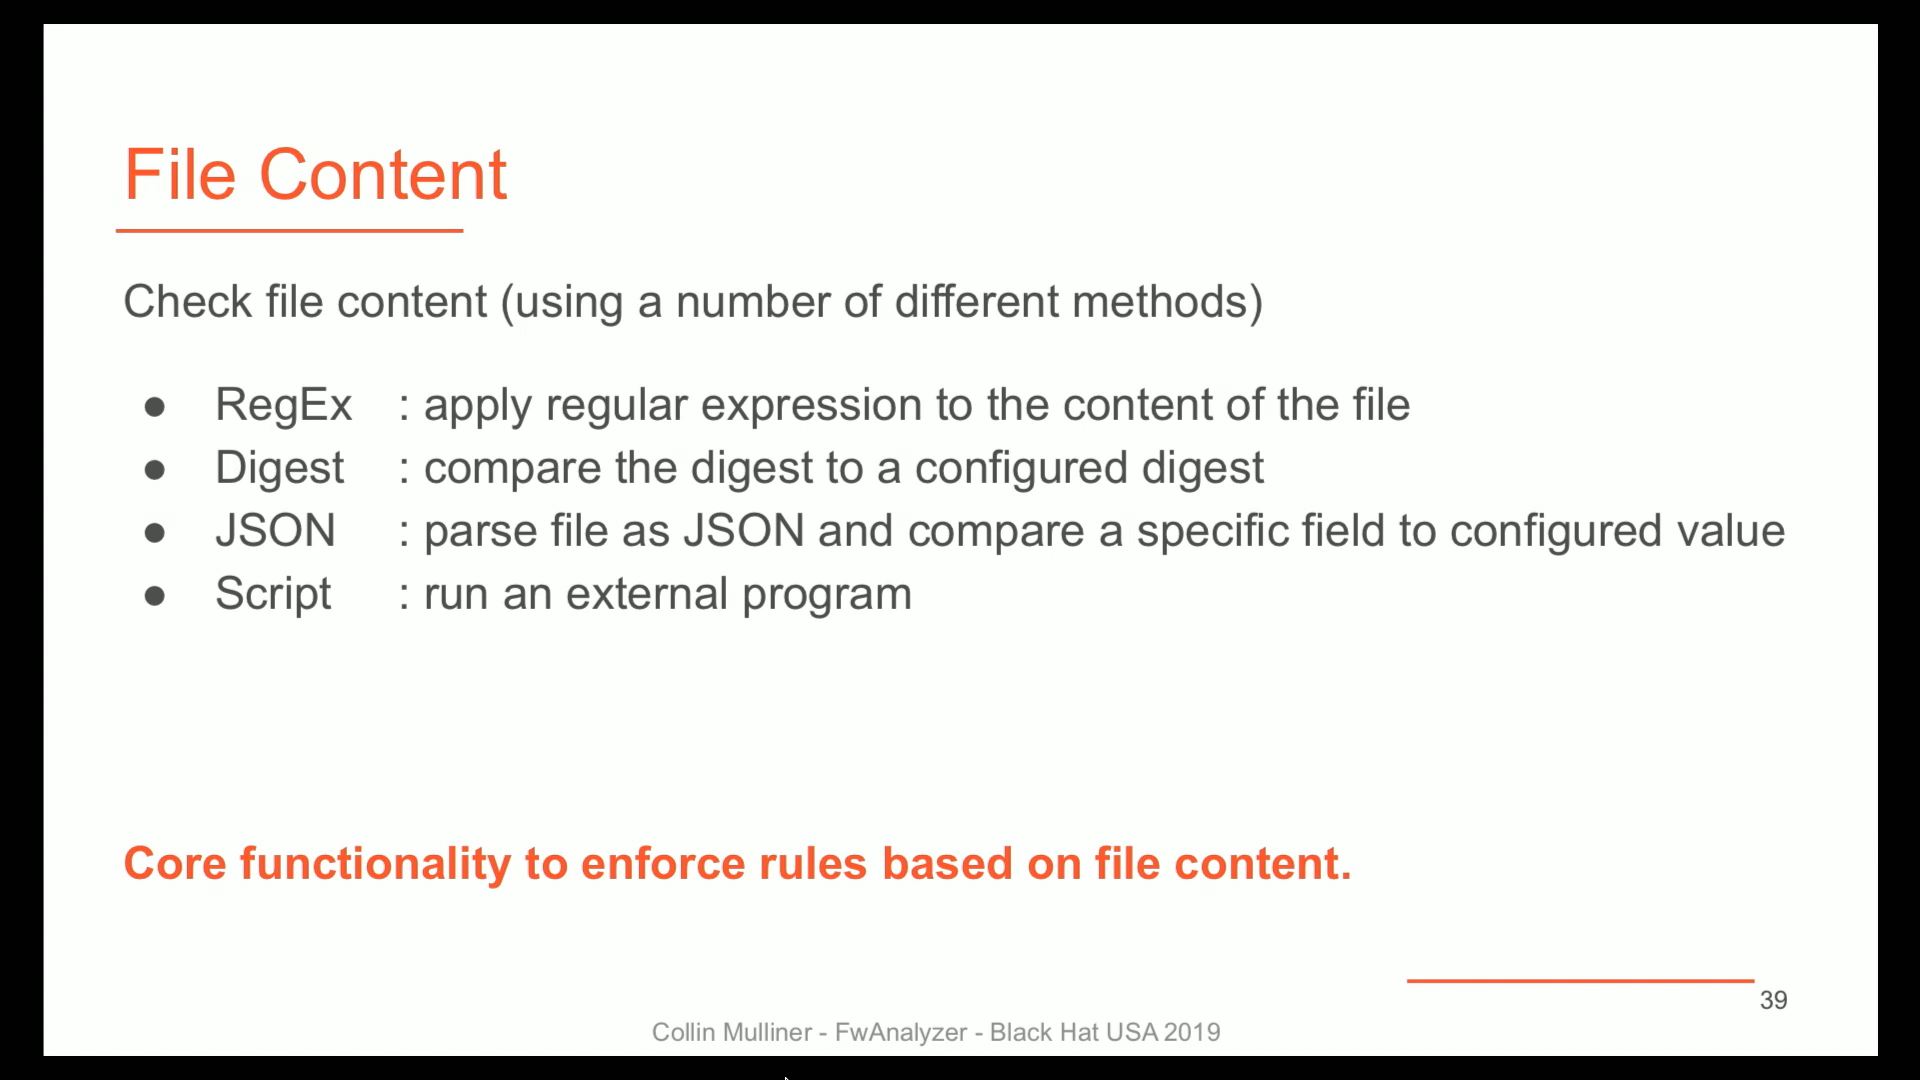 File Content
Check file content (using a number of different methods)
● RegEx : apply regular expression to the content of the file
● Digest : compare the digest to a configured digest
● JSON : parse file as JSON and compare a specific field to configured value
● Script : run an external program
Core functionality to enforce rules based on file content.
39
Collin Mulliner - FwAnalyzer - Black Hat USA 2019